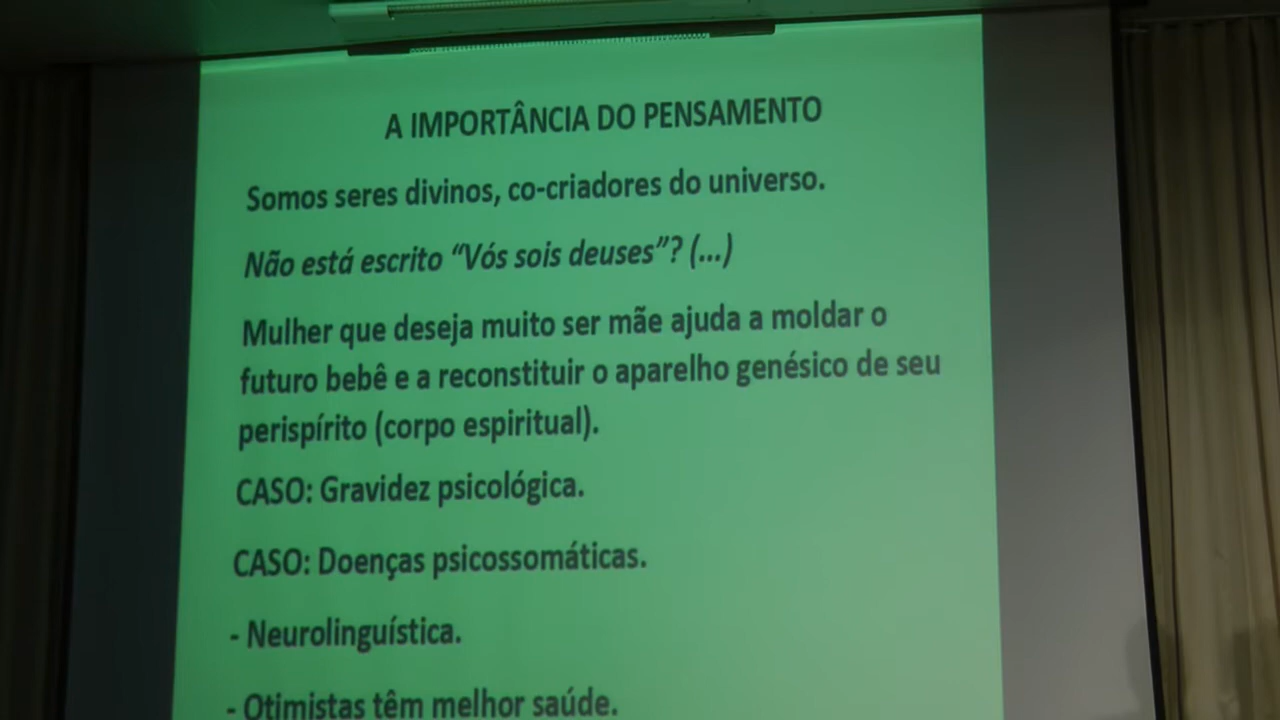 A IMPORTÂNCIA DO PENSAMENTO
Somos seres divinos, co-criadores do universo.
Não está escrito “Vós sois deuses”? (...)
Mulher que deseja muito ser mãe ajuda a moldar o
futuro bebê e a reconstituir o aparelho genésico de seu
perispírito (corpo espiritual).
CASO: Gravidez psicológica.
CASO: Doenças psicossomáticas.
- Neurolinguística.
- Otimistas têm melhor saúde.